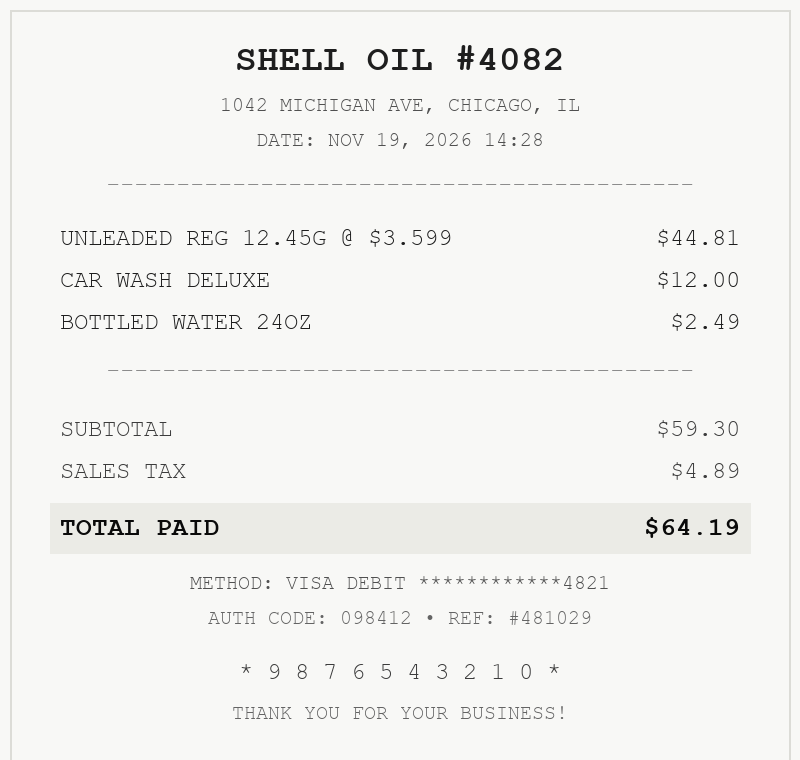 SHELL OIL #4082
1042 MICHIGAN AVE, CHICAGO, IL
DATE: NOV 19, 2026 14:28
UNLEADED REG 12.45G @ $3.599 $44.81
CAR WASH DELUXE $12.00
BOTTLED WATER 24OZ $2.49
SUBTOTAL $59.30
SALES TAX $4.89
TOTAL PAID $64.19
METHOD: VISA DEBIT ************4821
AUTH CODE: 098412 • REF: #481029
* 9 8 7 6 5 4 3 2 1 0 *
THANK YOU FOR YOUR BUSINESS!